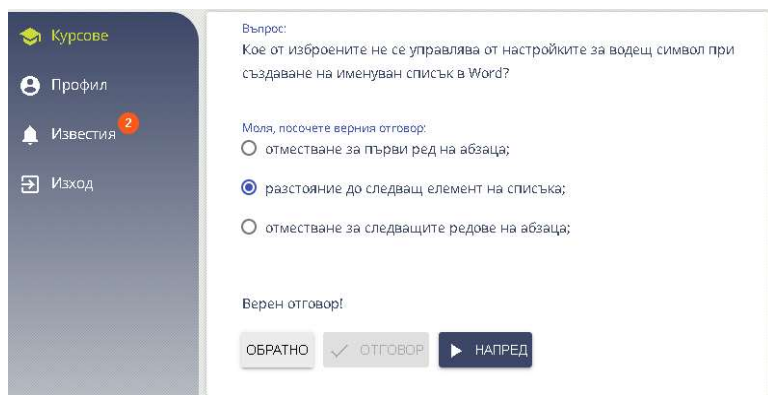 Курсове
Профил
Известия 2
Изход
Въпрос:
Кое от изброените не се управлява от настройките за водещ символ при
създаване на именуван списък в Word?
Моля, посочете верния отговор:
отместване за първи ред на абзаца;
разстояние до следващ елемент на списъка;
отместване за следващите редове на абзаца;
Верен отговор!
ОБРАТНО
ОТГОВОР
НАПРЕД